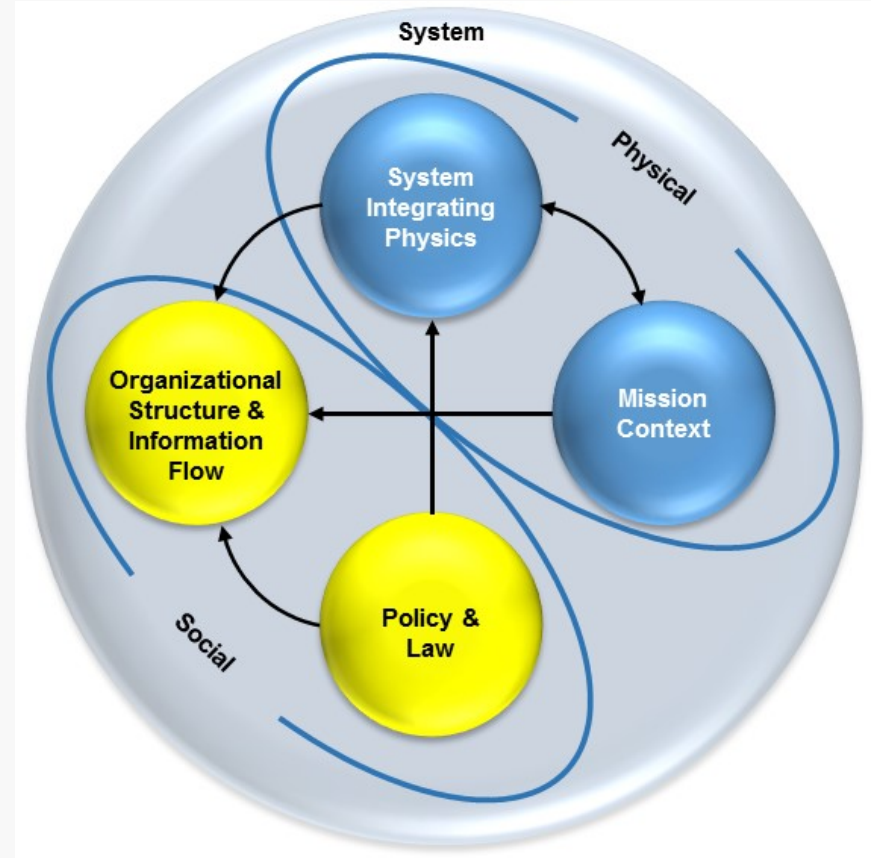 System
Physical
System
Integrating
Physics
Organizational
Structure &
Information
Flow
Mission
Context
Policy &
Law
Social